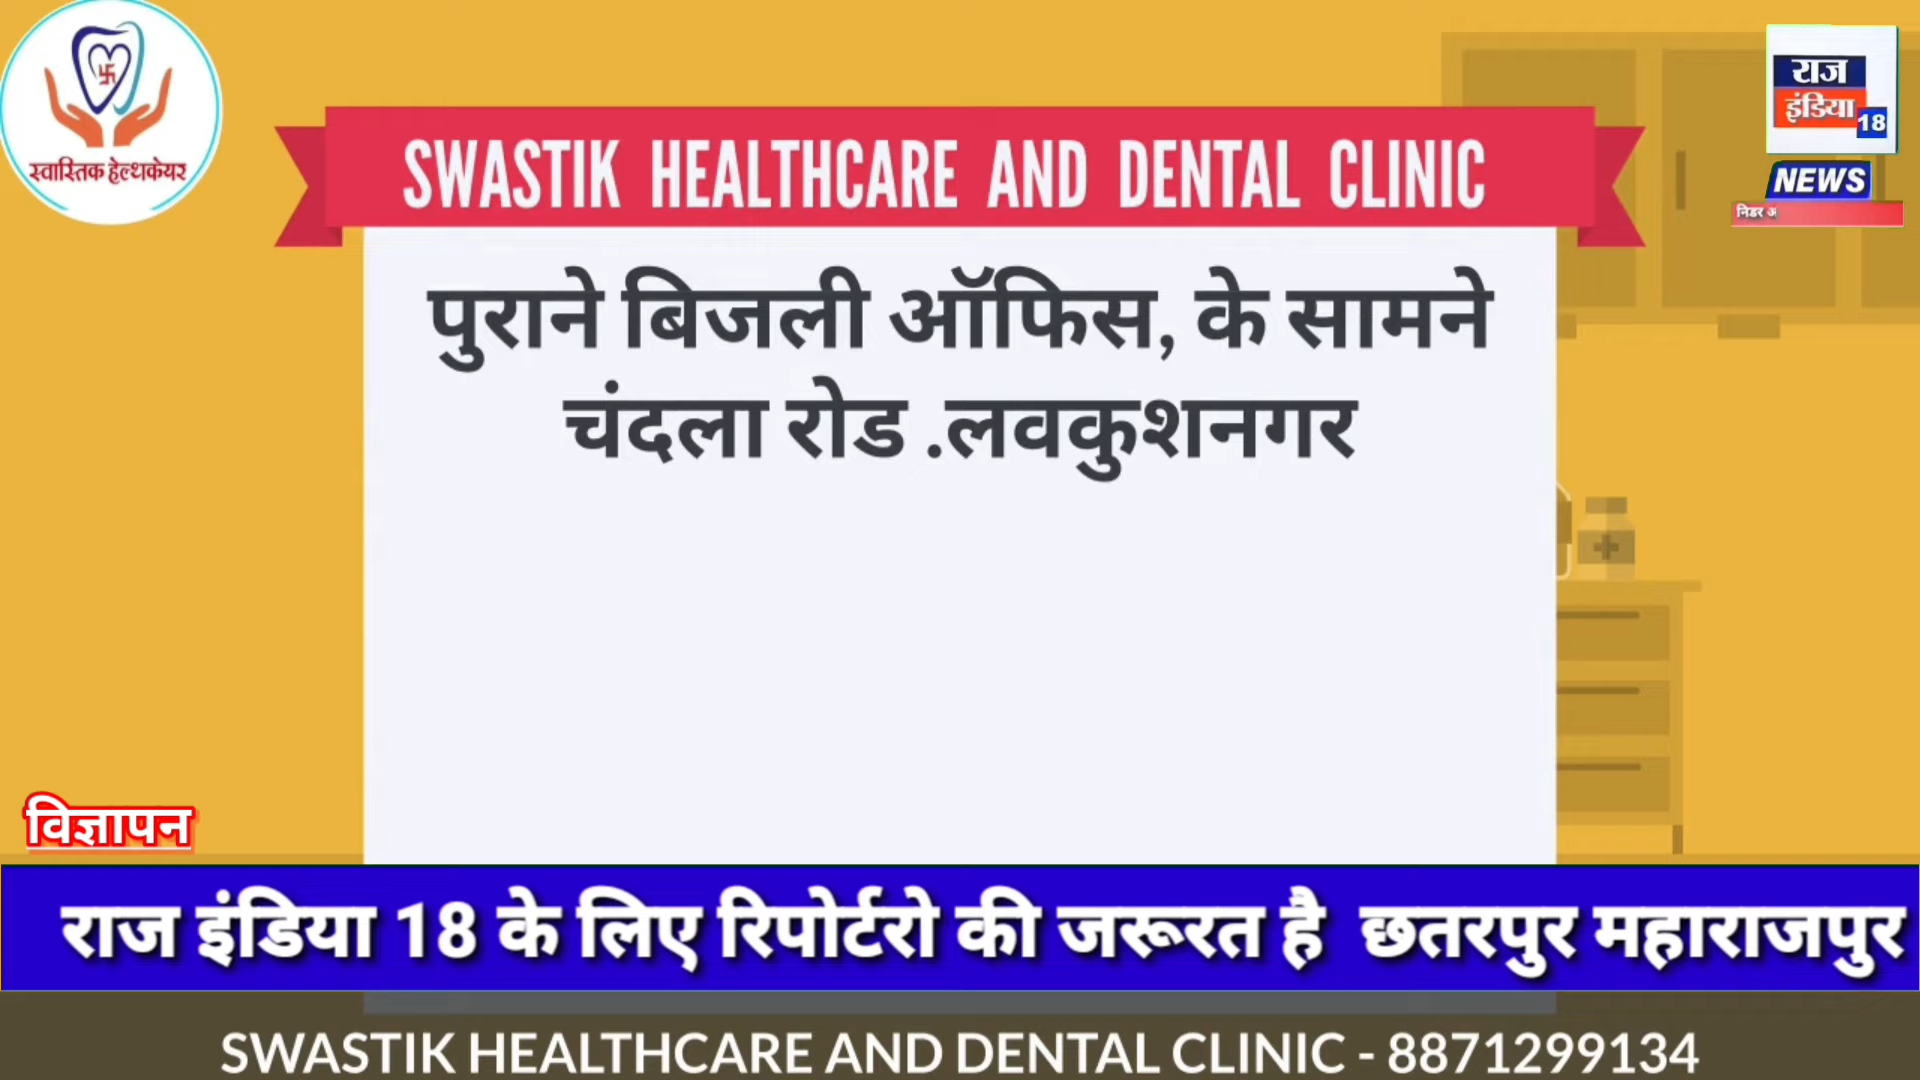 स्वास्तिक हेल्थकेयर
राज
इंडिया
18
NEWS
निडर
SWASTIK HEALTHCARE AND DENTAL CLINIC
पुराने बिजली ऑफिस, के सामने
चंदला रोड .लवकुशनगर
विज्ञापन
राज इंडिया 18 के लिए रिपोर्टरो की जरूरत है छतरपुर महाराजपुर
SWASTIK HEALTHCARE AND DENTAL CLINIC - 8871299134